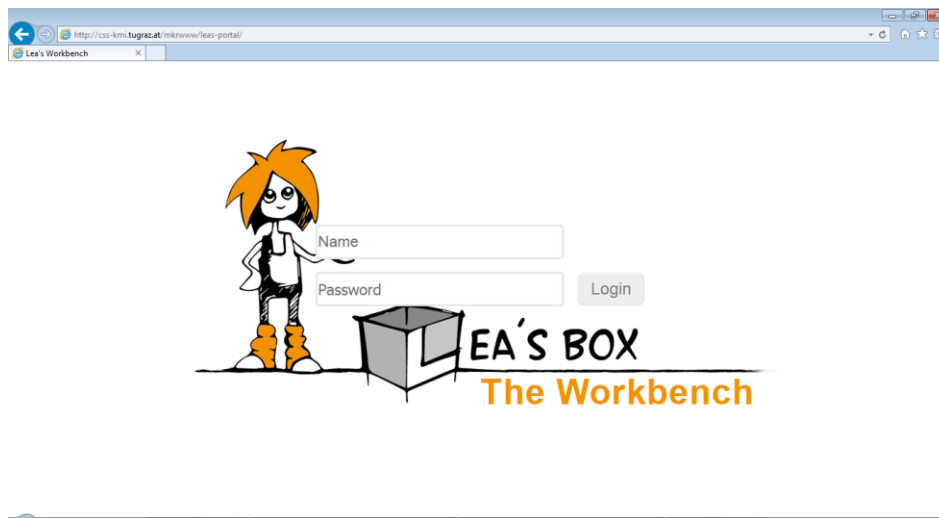 http://css-kmi.tugraz.at/mkrwww/leas-portal/
Lea's Workbench
Name
Password
Login
LEA´S BOX
The Workbench